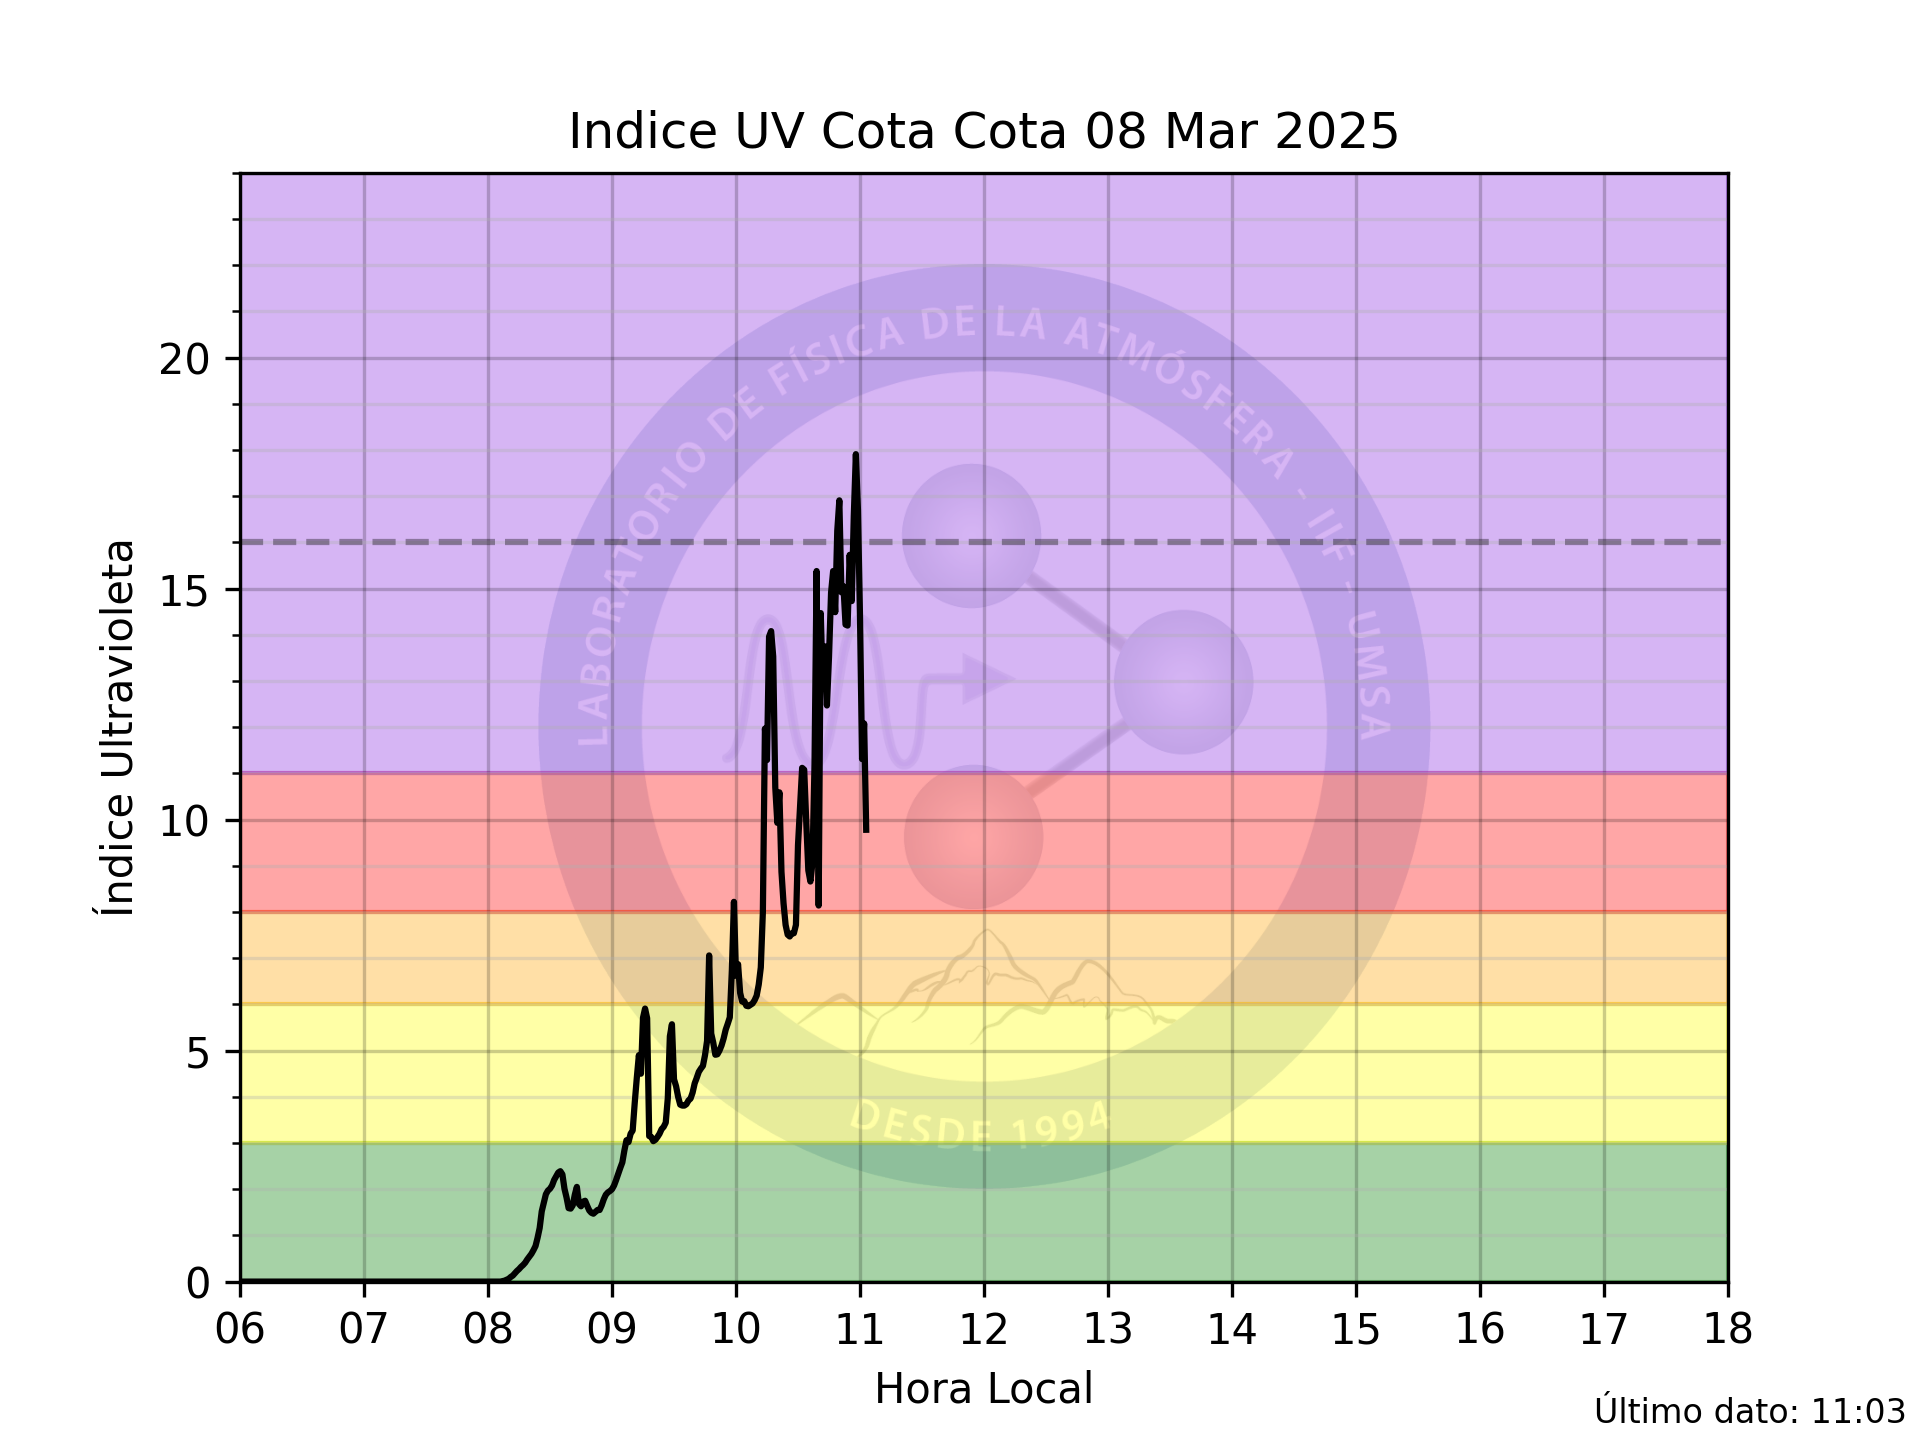 Indice UV Cota Cota 08 Mar 2025
LABORATORIO DE FÍSICA DE LA ATMÓSFERA - IIF - UMSA
20
15
10
5
0
Índice Ultravioleta
DESDE 1994
06 07 08 09 10 11 12 13 14 15 16 17 18
Hora Local
Último dato: 11:03